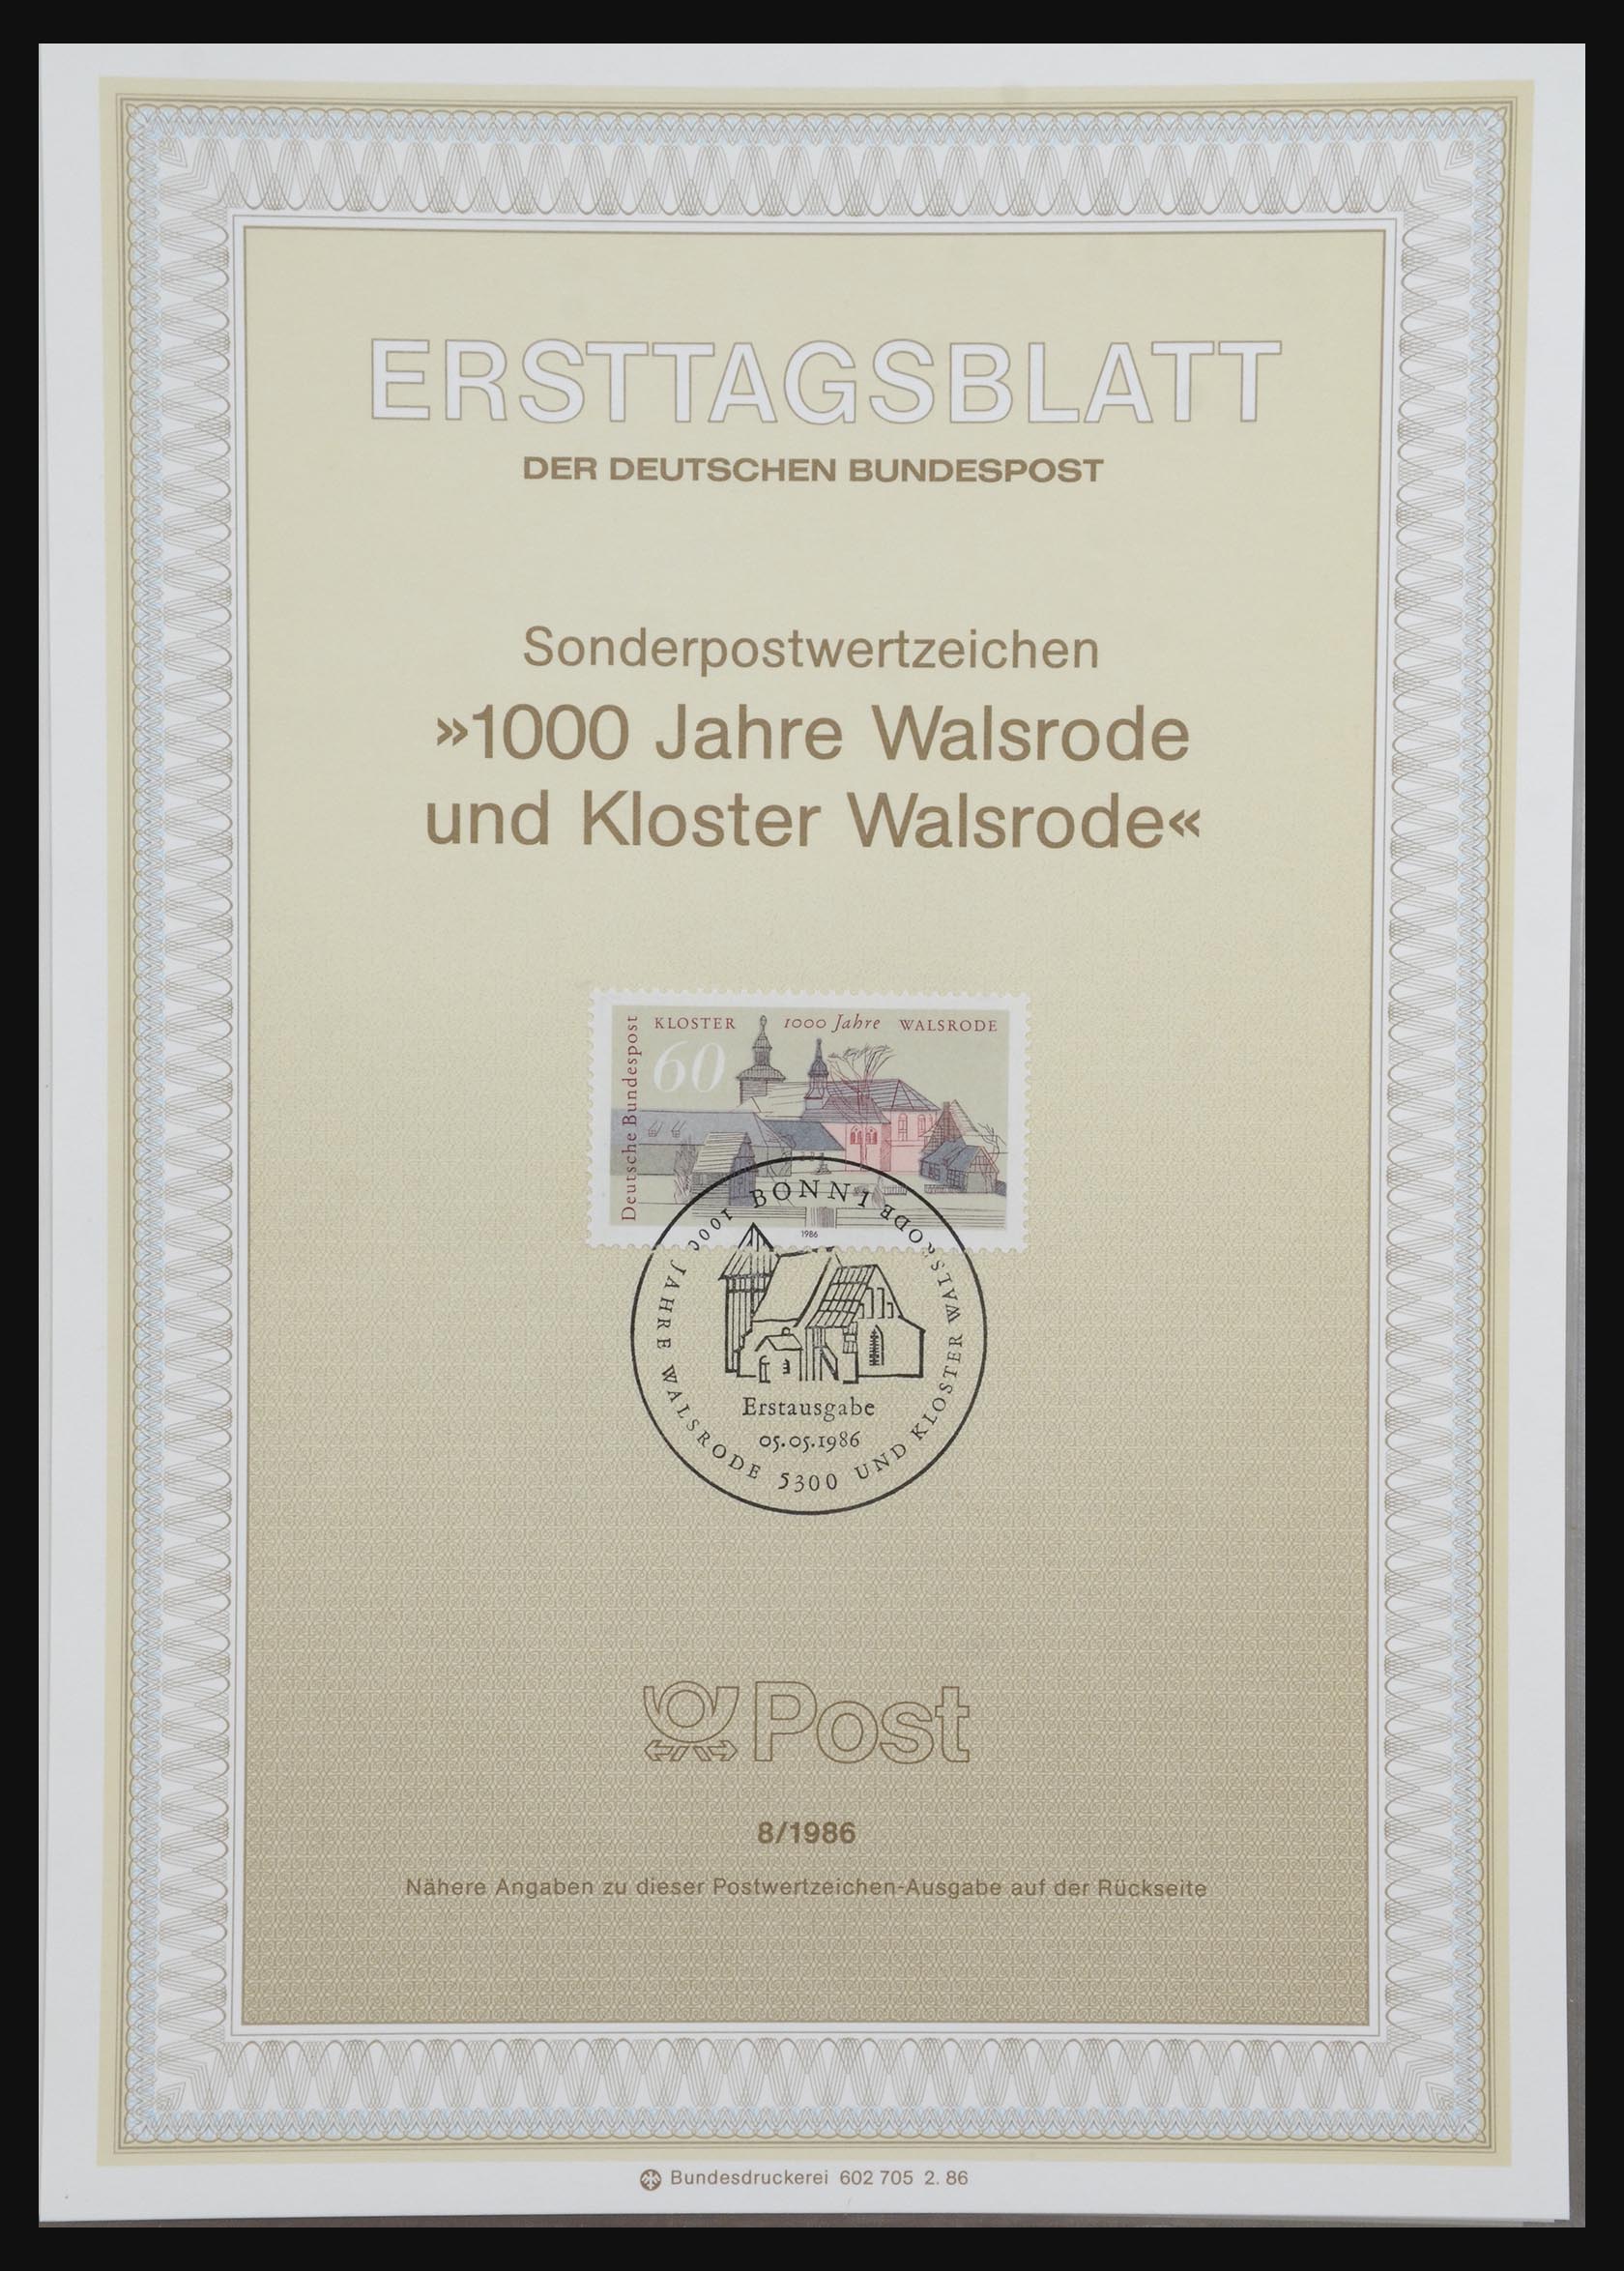 ERSTTAGSBLATT
DER DEUTSCHEN BUNDESPOST
Sonderpostwertzeichen
»1000 Jahre Walsrode
und Kloster Walsrode«
KLOSTER 1000 Jahre WALSRODE
60
Deutsche Bundespost
1986
BONN 1
1000 JAHRE WALSRODE
UND KLOSTER WALSRODE
Erstausgabe
05.05.1986
5300
Post
8/1986
Nähere Angaben zu dieser Postwertzeichen-Ausgabe auf der Rückseite
Bundesdruckerei 602 705 2.86